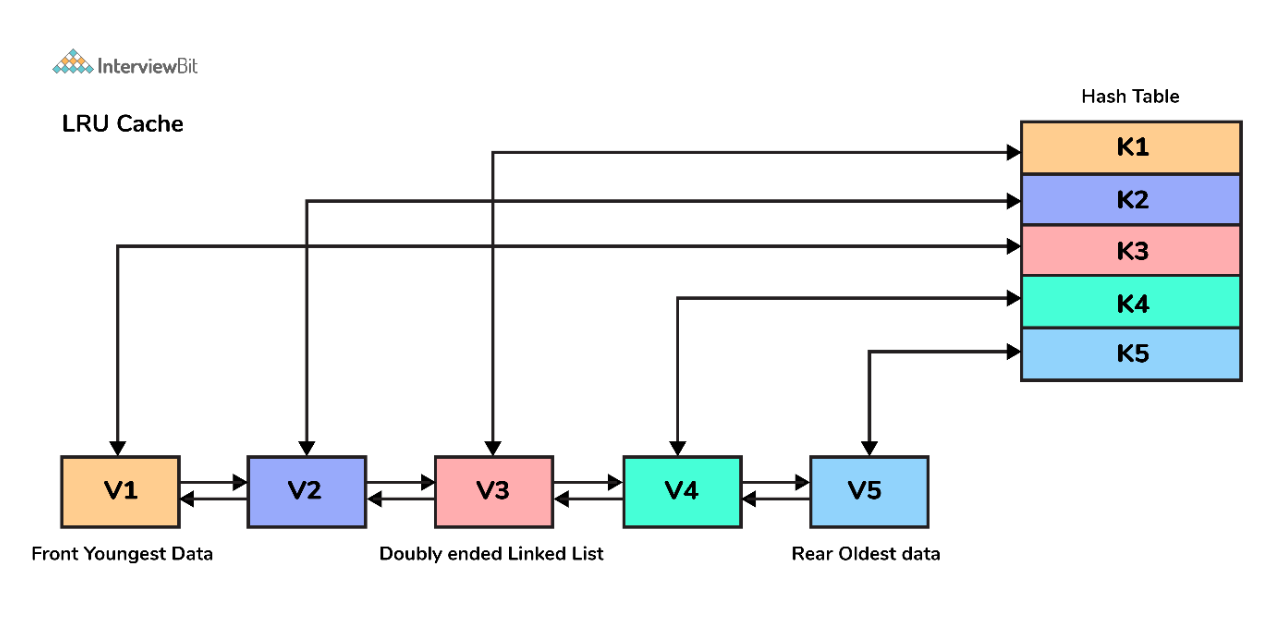 InterviewBit
LRU Cache
Hash Table
K1
K2
K3
K4
K5
V1
V2
V3
V4
V5
Front Youngest Data
Doubly ended Linked List
Rear Oldest data